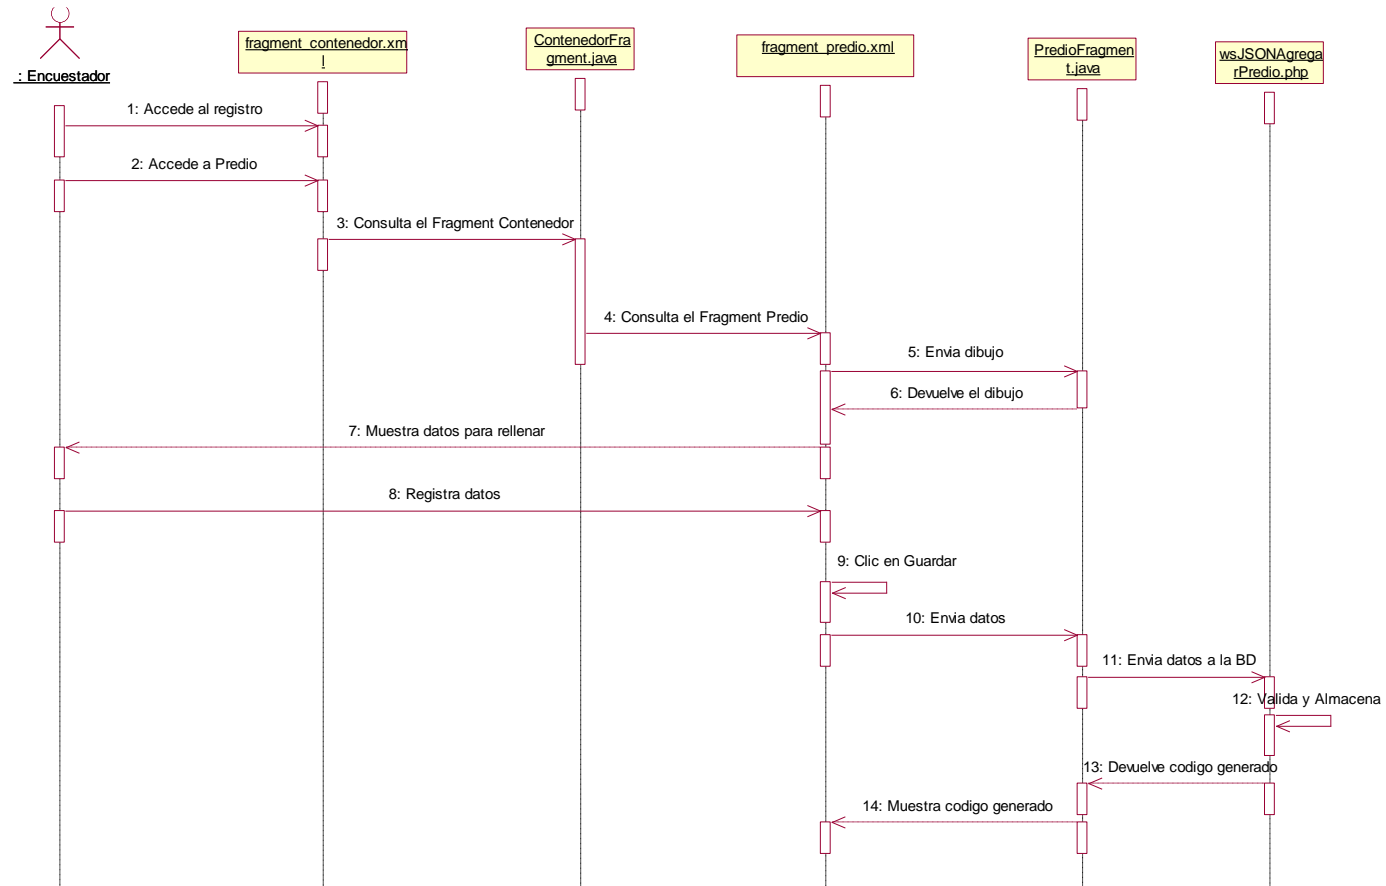 : Encuestador
fragment_contenedor.xm
l
ContenedorFra
gment.java
fragment_predio.xml
PredioFragmen
t.java
wsJSONAgrega
rPredio.php
1: Accede al registro
2: Accede a Predio
3: Consulta el Fragment Contenedor
4: Consulta el Fragment Predio
5: Envia dibujo
6: Devuelve el dibujo
7: Muestra datos para rellenar
8: Registra datos
9: Clic en Guardar
10: Envia datos
11: Envia datos a la BD
12: Valida y Almacena
13: Devuelve codigo generado
14: Muestra codigo generado